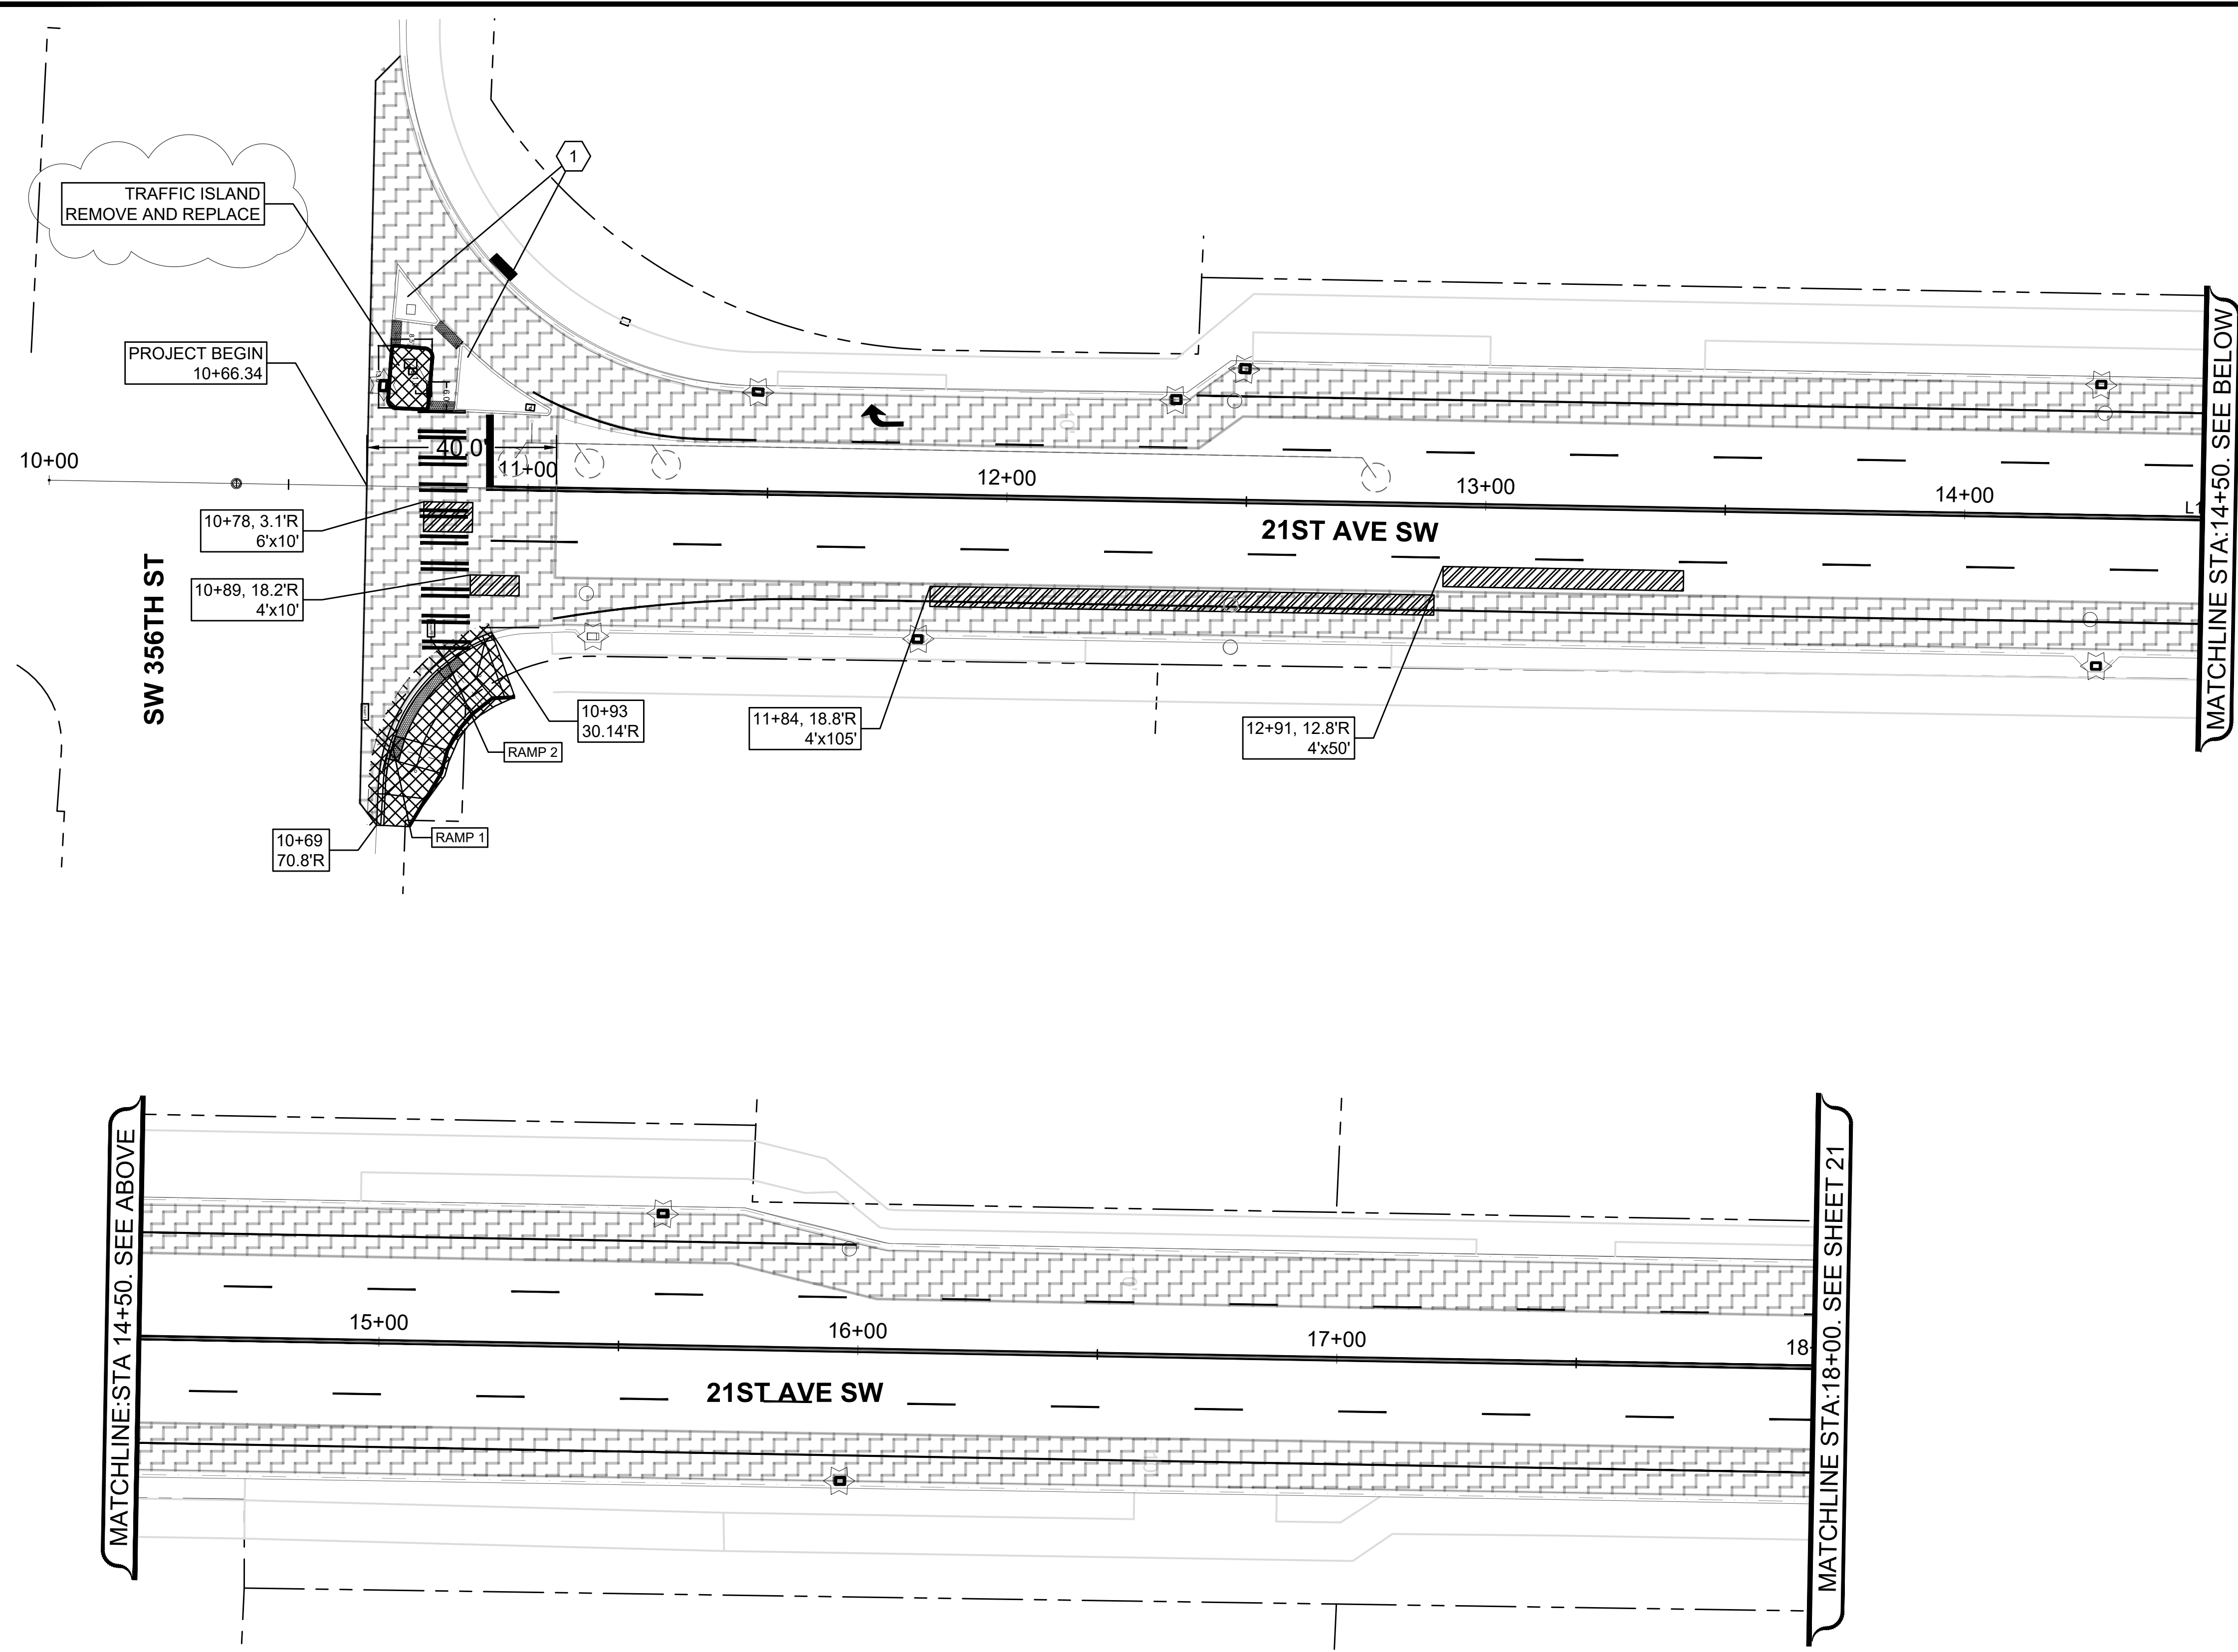 1
TRAFFIC ISLAND
REMOVE AND REPLACE
PROJECT BEGIN
10+66.34
10+00
40.0'
11+00
12+00
13+00
14+00
21ST AVE SW
10+78, 3.1'R
6'x10'
10+89, 18.2'R
4'x10'
SW 356TH ST
10+93
30.14'R
RAMP 2
11+84, 18.8'R
4'x105'
12+91, 12.8'R
4'x50'
10+69
70.8'R
RAMP 1
MATCHLINE STA:14+50. SEE BELOW
MATCHLINE:STA 14+50. SEE ABOVE
15+00
16+00
17+00
21ST AVE SW
MATCHLINE STA:18+00. SEE SHEET 21